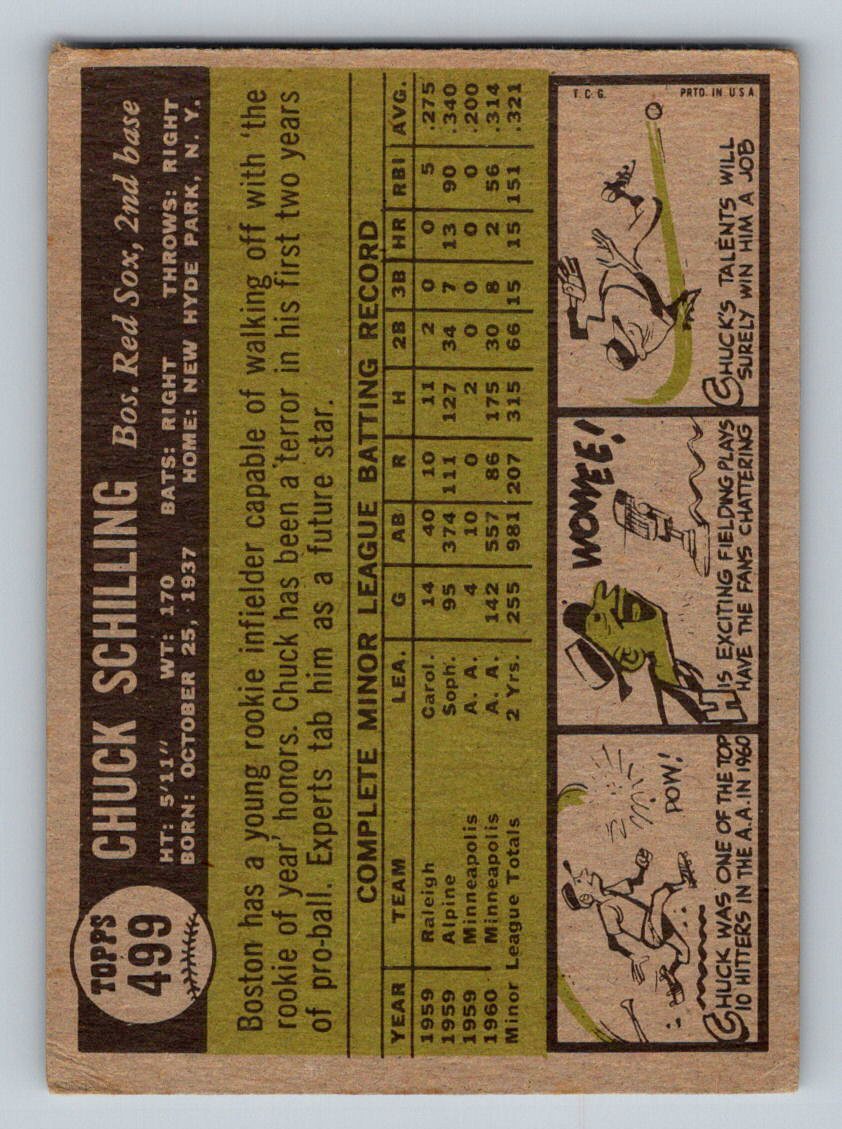 TOPPS
499
CHUCK SCHILLING Bos. Red Sox, 2nd base
HT: 5'11" WT: 170 BATS: RIGHT THROWS: RIGHT
BORN: OCTOBER 25, 1937 HOME: NEW HYDE PARK, N. Y.
Boston has a young rookie infielder capable of walking off with 'the
rookie of year' honors. Chuck has been a terror in his first two years
of pro-ball. Experts tab him as a future star.
COMPLETE MINOR LEAGUE BATTING RECORD
YEAR TEAM LEA. G AB R H 2B 3B HR RBI AVG.
1959 Raleigh Carol. 14 40 10 11 2 0 0 5 .275
1959 Alpine Soph. 95 374 111 127 34 7 13 90 .340
1959 Minneapolis A. A. 4 10 0 2 0 0 0 0 .200
1960 Minneapolis A. A. 142 557 86 175 30 8 2 56 .314
Minor League Totals 2 Yrs. 255 981 207 315 66 15 15 151 .321
POW!
CHUCK WAS ONE OF THE TOP
10 HITTERS IN THE A.A. IN 1960
WOWEE!
HIS EXCITING FIELDING PLAYS
HAVE THE FANS CHATTERING
T. C. G. PRTD. IN U S A
CHUCK'S TALENTS WILL
SURELY WIN HIM A JOB